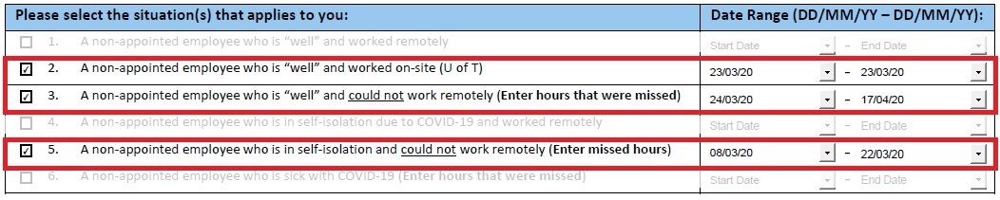 Please select the situation(s) that applies to you: Date Range (DD/MM/YY – DD/MM/YY):
1. A non-appointed employee who is “well” and worked remotely Start Date – End Date
2. A non-appointed employee who is “well” and worked on-site (U of T) 23/03/20 – 23/03/20
3. A non-appointed employee who is “well” and could not work remotely (Enter hours that were missed) 24/03/20 – 17/04/20
4. A non-appointed employee who is in self-isolation due to COVID-19 and worked remotely Start Date – End Date
5. A non-appointed employee who is in self-isolation and could not work remotely (Enter missed hours) 08/03/20 – 22/03/20
6. A non-appointed employee who is sick with COVID-19 (Enter hours that were missed) Start Date – End Date